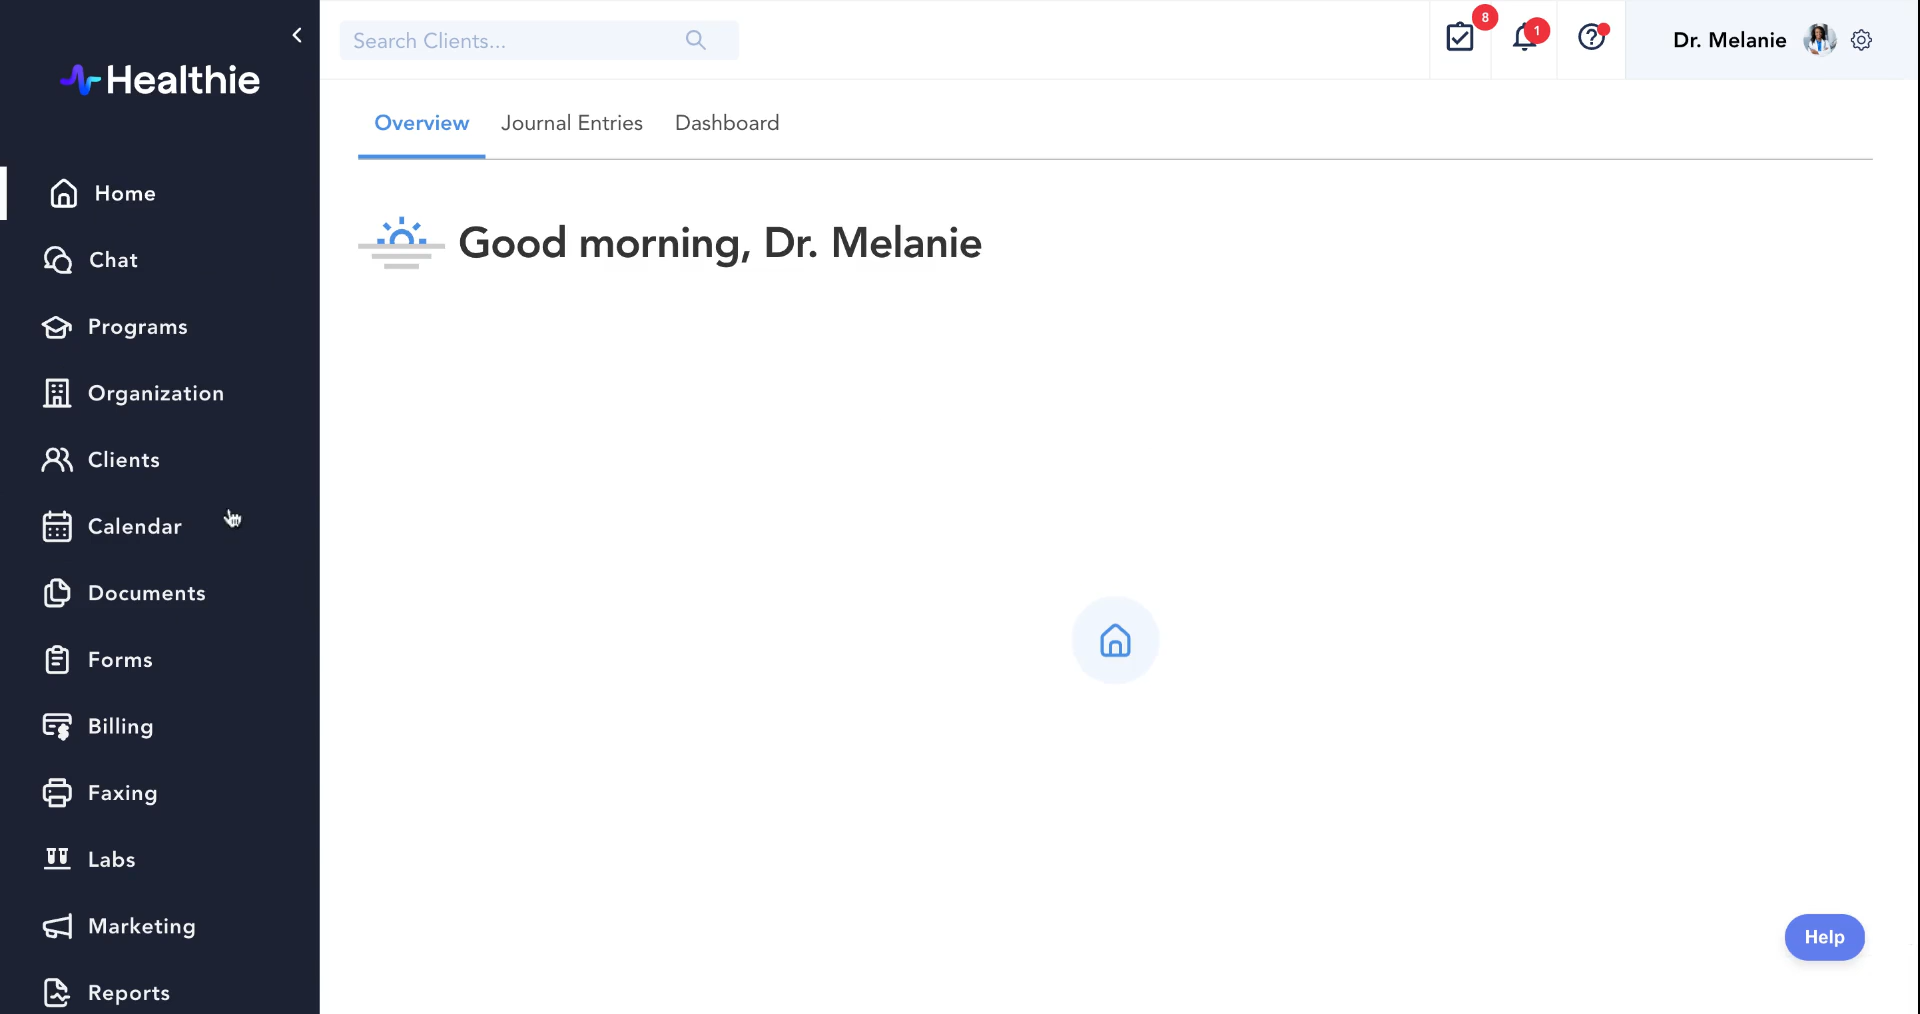 Healthie
Home
Chat
Programs
Organization
Clients
Calendar
Documents
Forms
Billing
Faxing
Labs
Marketing
Reports
Search Clients...
8
1
Dr. Melanie
Overview
Journal Entries
Dashboard
Good morning, Dr. Melanie
Help